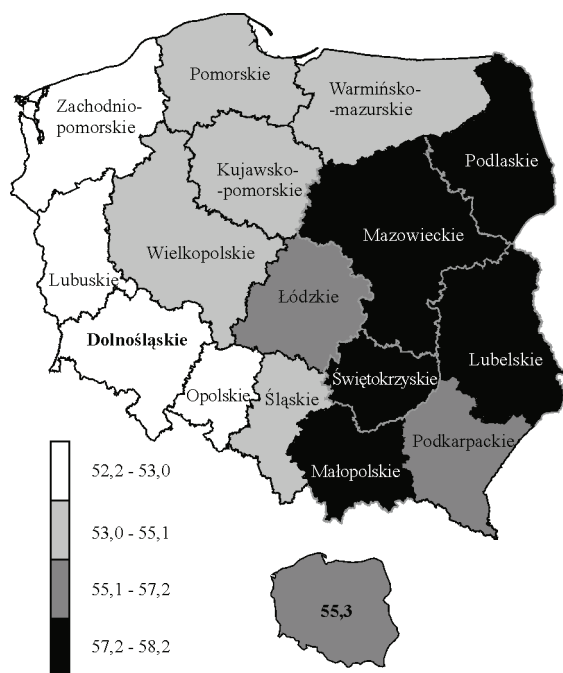 Pomorskie
Warmińsko-
-mazurskie
Zachodnio-
pomorskie
Podlaskie
Kujawsko-
-pomorskie
Mazowieckie
Wielkopolskie
Lubuskie
Łódzkie
Dolnośląskie
Lubelskie
Świętokrzyskie
Opolskie
Śląskie
Podkarpackie
Małopolskie
52,2 - 53,0
53,0 - 55,1
55,1 - 57,2
57,2 - 58,2
55,3